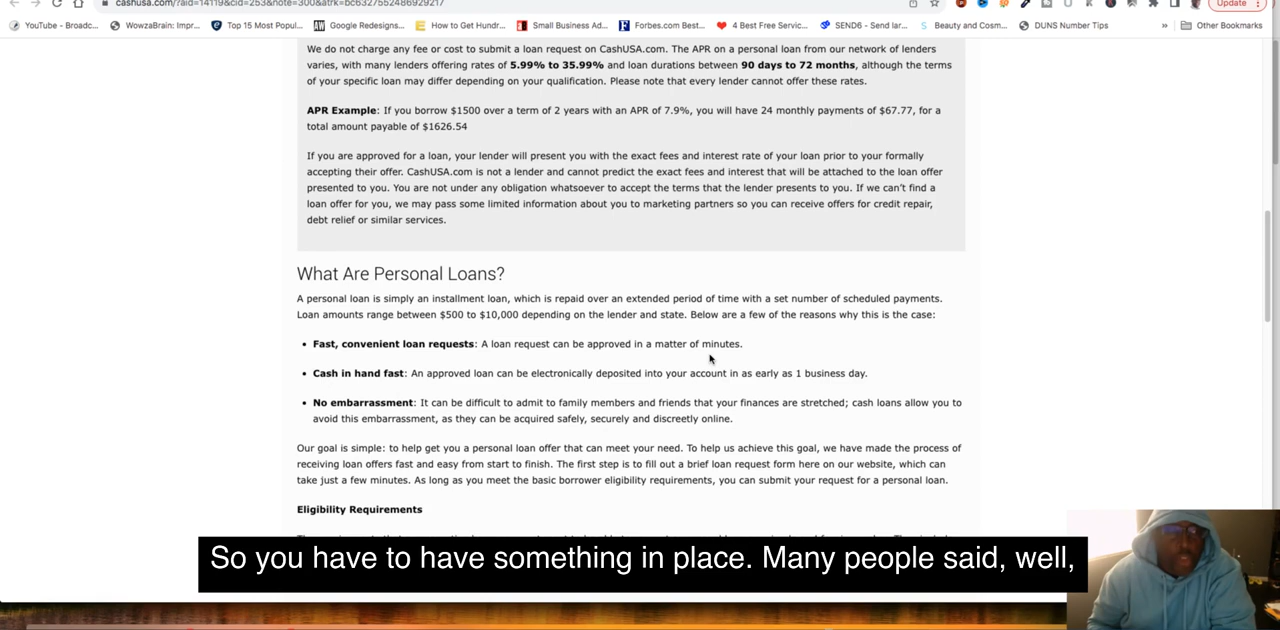 cashusa.com/?aid=14119&cid=253&note=300&atrk=bc6327552486929217
Update
YouTube - Broadc...
WowzaBrain: Impr...
Top 15 Most Popul...
Google Redesigns...
How to Get Hundr...
Small Business Ad...
Forbes.com Best...
4 Best Free Servic...
SEND6 - Send lar...
Beauty and Cosm...
DUNS Number Tips
»
Other Bookmarks
We do not charge any fee or cost to submit a loan request on CashUSA.com. The APR on a personal loan from our network of lenders
varies, with many lenders offering rates of 5.99% to 35.99% and loan durations between 90 days to 72 months, although the terms
of your specific loan may differ depending on your qualification. Please note that every lender cannot offer these rates.
APR Example: If you borrow $1500 over a term of 2 years with an APR of 7.9%, you will have 24 monthly payments of $67.77, for a
total amount payable of $1626.54
If you are approved for a loan, your lender will present you with the exact fees and interest rate of your loan prior to your formally
accepting their offer. CashUSA.com is not a lender and cannot predict the exact fees and interest that will be attached to the loan offer
presented to you. You are not under any obligation whatsoever to accept the terms that the lender presents to you. If we can't find a
loan offer for you, we may pass some limited information about you to marketing partners so you can receive offers for credit repair,
debt relief or similar services.
What Are Personal Loans?
A personal loan is simply an installment loan, which is repaid over an extended period of time with a set number of scheduled payments.
Loan amounts range between $500 to $10,000 depending on the lender and state. Below are a few of the reasons why this is the case:
• Fast, convenient loan requests: A loan request can be approved in a matter of minutes.
• Cash in hand fast: An approved loan can be electronically deposited into your account in as early as 1 business day.
• No embarrassment: It can be difficult to admit to family members and friends that your finances are stretched; cash loans allow you to
avoid this embarrassment, as they can be acquired safely, securely and discreetly online.
Our goal is simple: to help get you a personal loan offer that can meet your need. To help us achieve this goal, we have made the process of
receiving loan offers fast and easy from start to finish. The first step is to fill out a brief loan request form here on our website, which can
take just a few minutes. As long as you meet the basic borrower eligibility requirements, you can submit your request for a personal loan.
Eligibility Requirements
So you have to have something in place. Many people said, well,